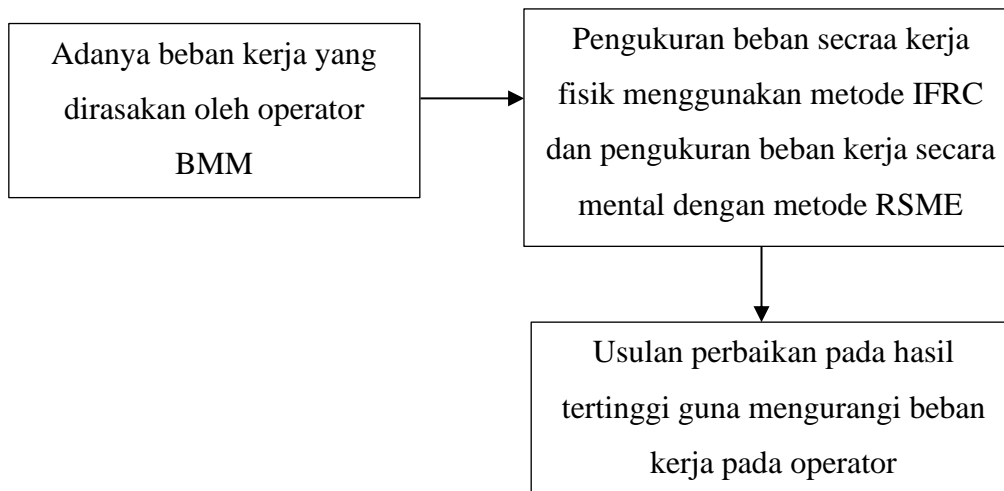 Adanya beban kerja yang
dirasakan oleh operator
BMM
Pengukuran beban secraa kerja
fisik menggunakan metode IFRC
dan pengukuran beban kerja secara
mental dengan metode RSME
Usulan perbaikan pada hasil
tertinggi guna mengurangi beban
kerja pada operator